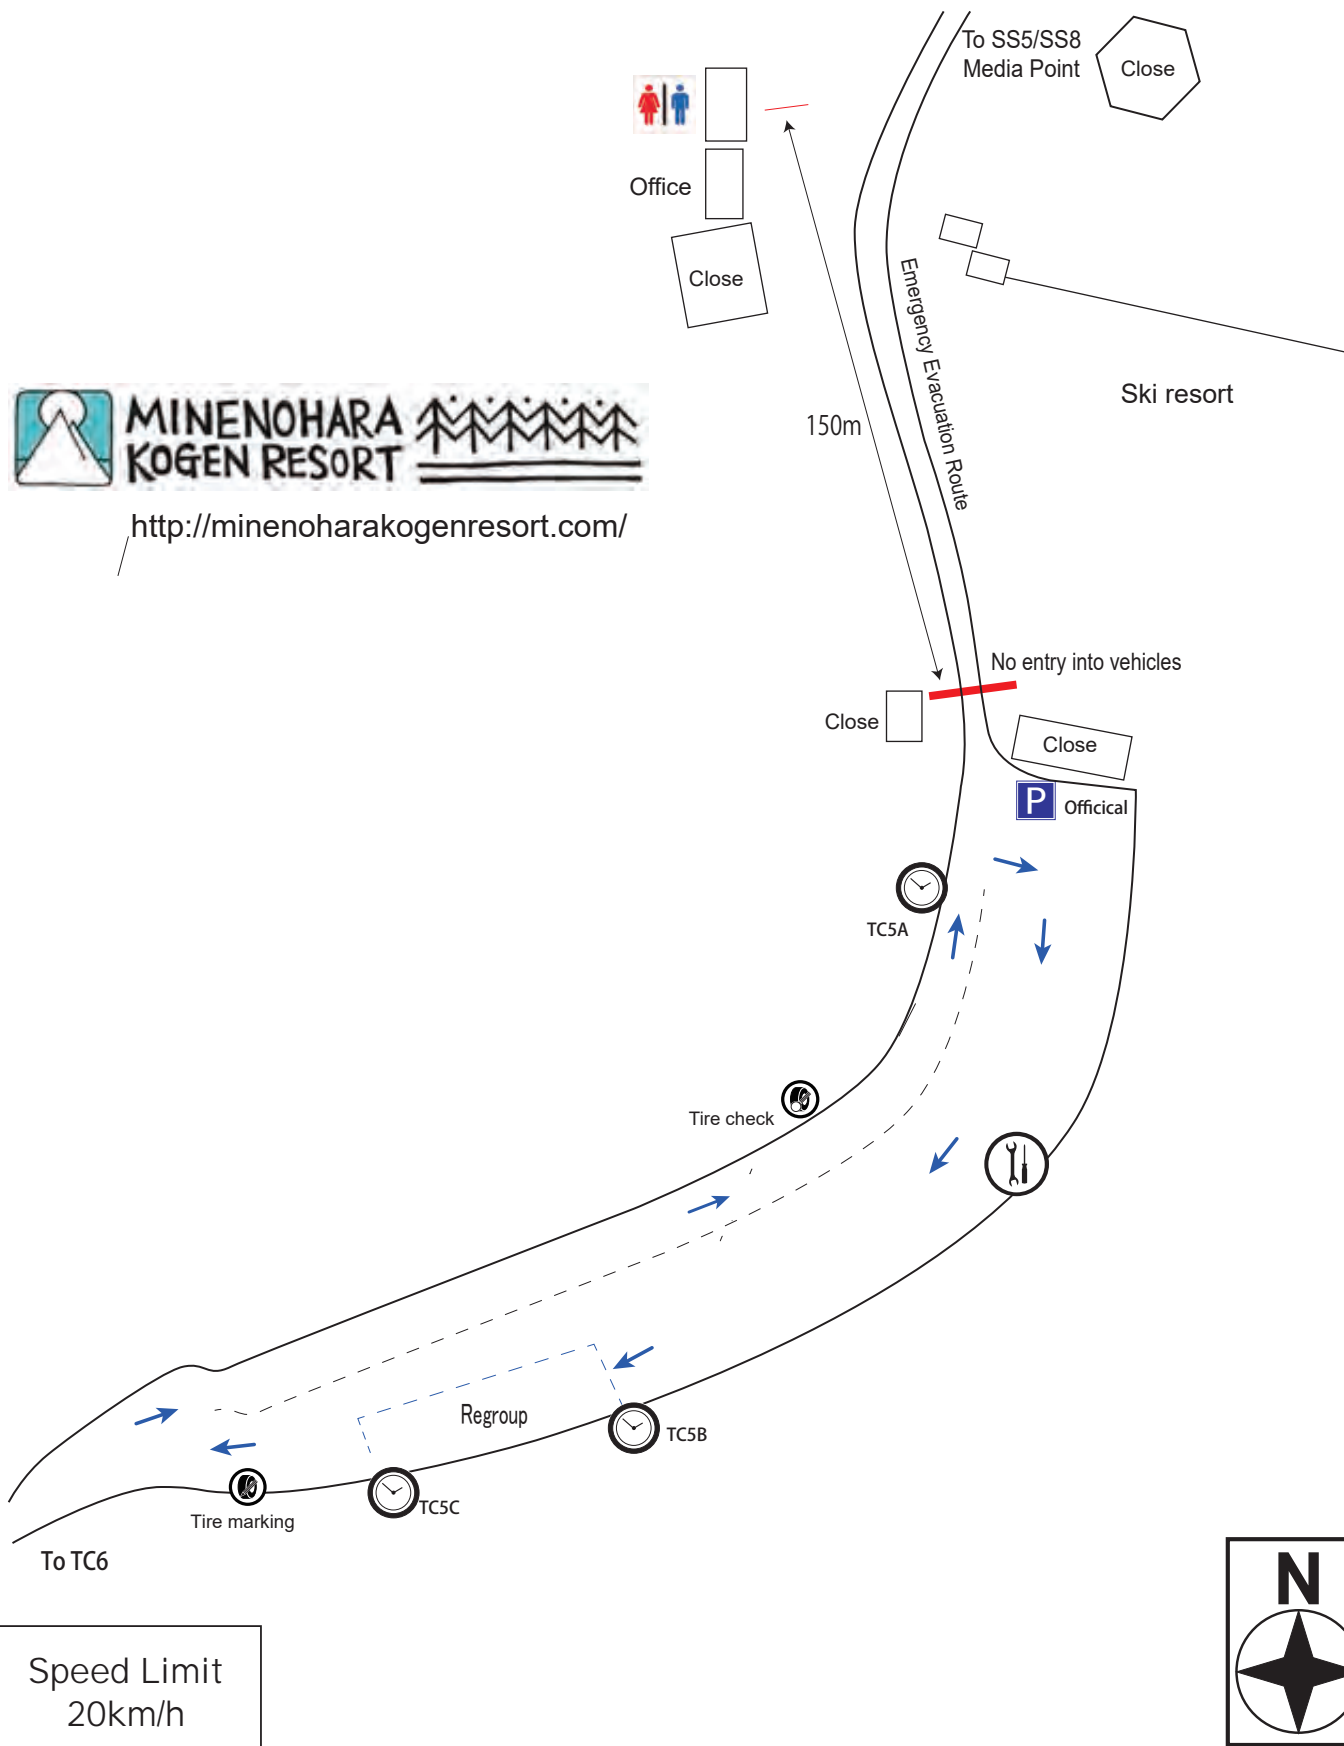 To SS5/SS8
Media Point
Close
Office
Close
Emergency Evacuation Route
Ski resort
MINENOHARA
KOGEN RESORT
150m
http://minenoharakogenresort.com/
No entry into vehicles
Close
Close
P
Officical
TC5A
Tire check
Regroup
TC5B
TC5C
Tire marking
To TC6
N
Speed Limit
20km/h